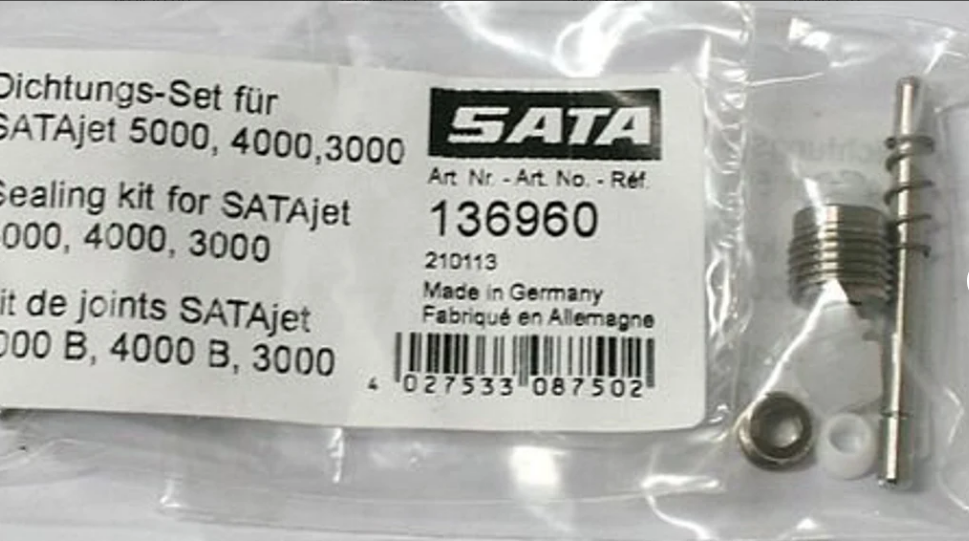 Dichtungs-Set für
SATAjet 5000, 4000,3000
Sealing kit for SATAjet
000, 4000, 3000
it de joints SATAjet
000 B, 4000 B, 3000
SATA
Art. Nr. - Art. No. - Réf.
136960
210113
Made in Germany
Fabriqué en Allemagne
4 027533 087502